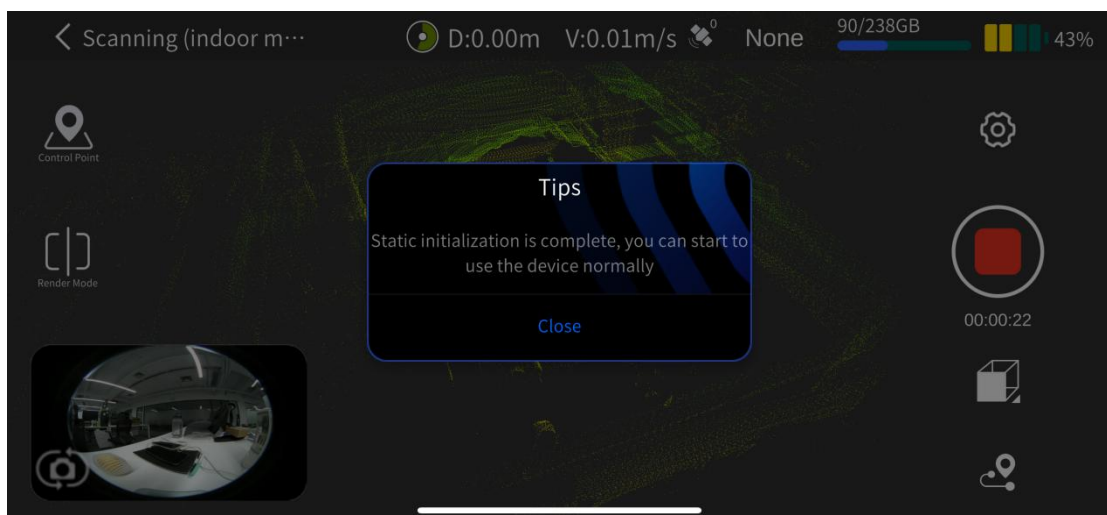 Scanning (indoor m···
D:0.00m
V:0.01m/s
0
None
90/238GB
43%
Control Point
Tips
Static initialization is complete, you can start to
use the device normally
Render Mode
Close
00:00:22